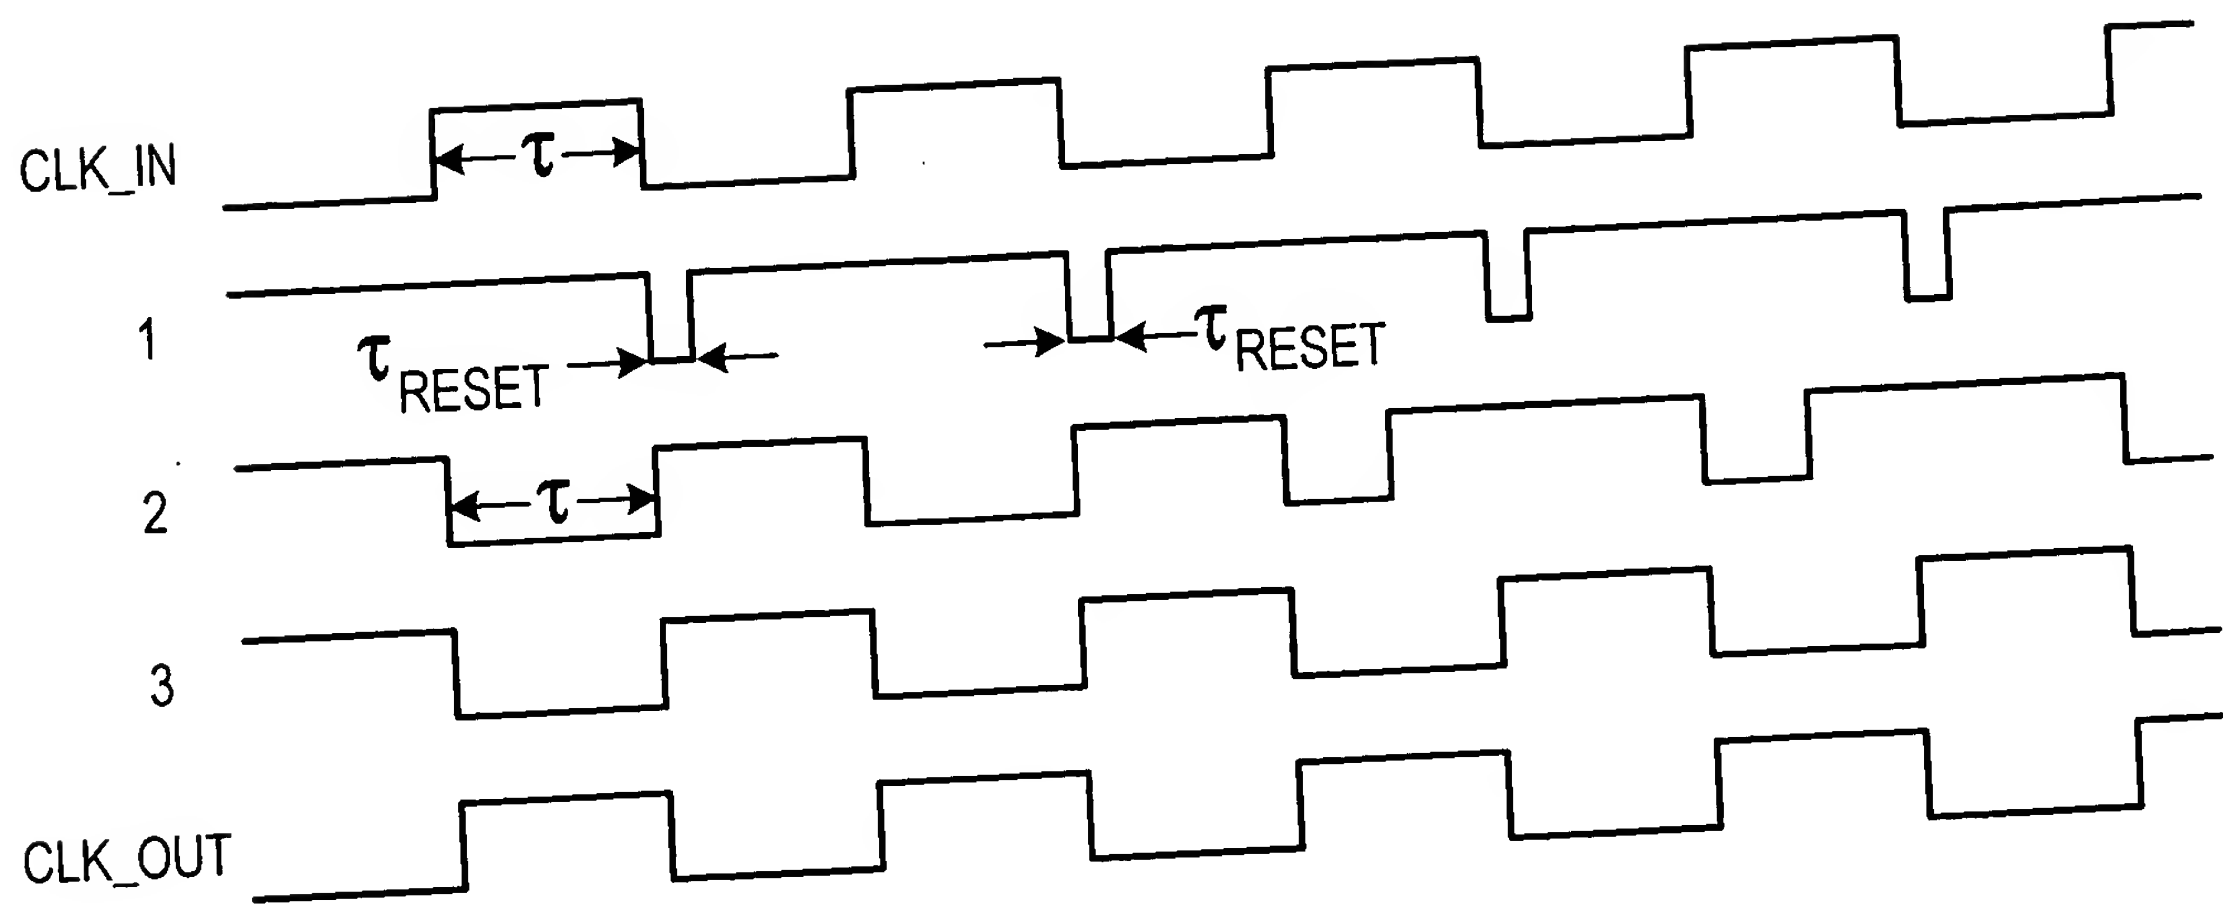 CLK_IN
τ
1
τRESET
τRESET
2
τ
3
CLK_OUT